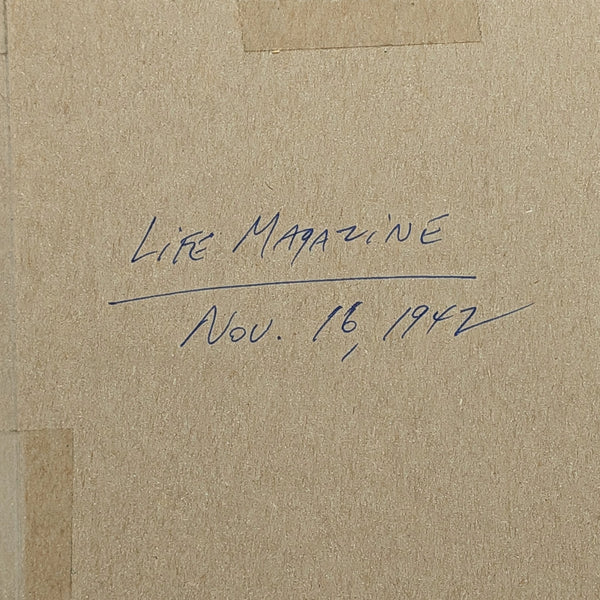 LiFE MAGAZiNE
Nov. 16, 1942